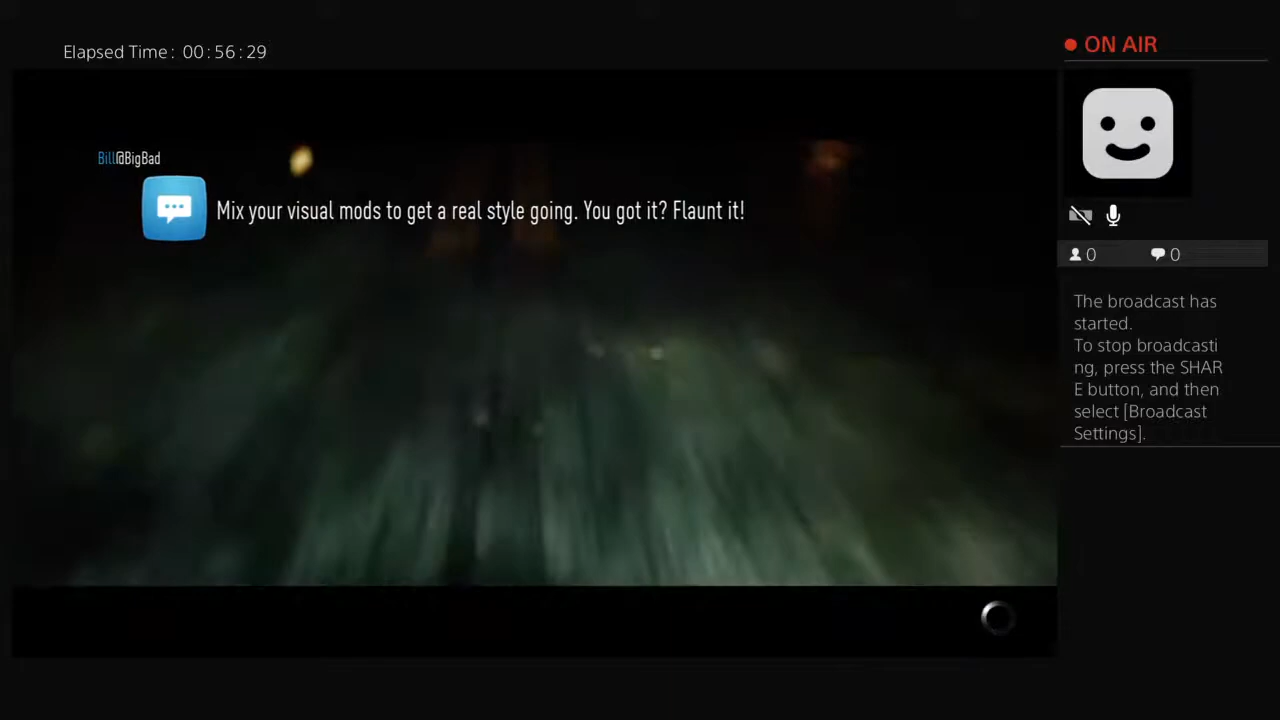 Elapsed Time: 00:56:29
ON AIR
Bill@BigBad
Mix your visual mods to get a real style going. You got it? Flaunt it!
0
0
The broadcast has
started.
To stop broadcasti
ng, press the SHAR
E button, and then
select [Broadcast
Settings].